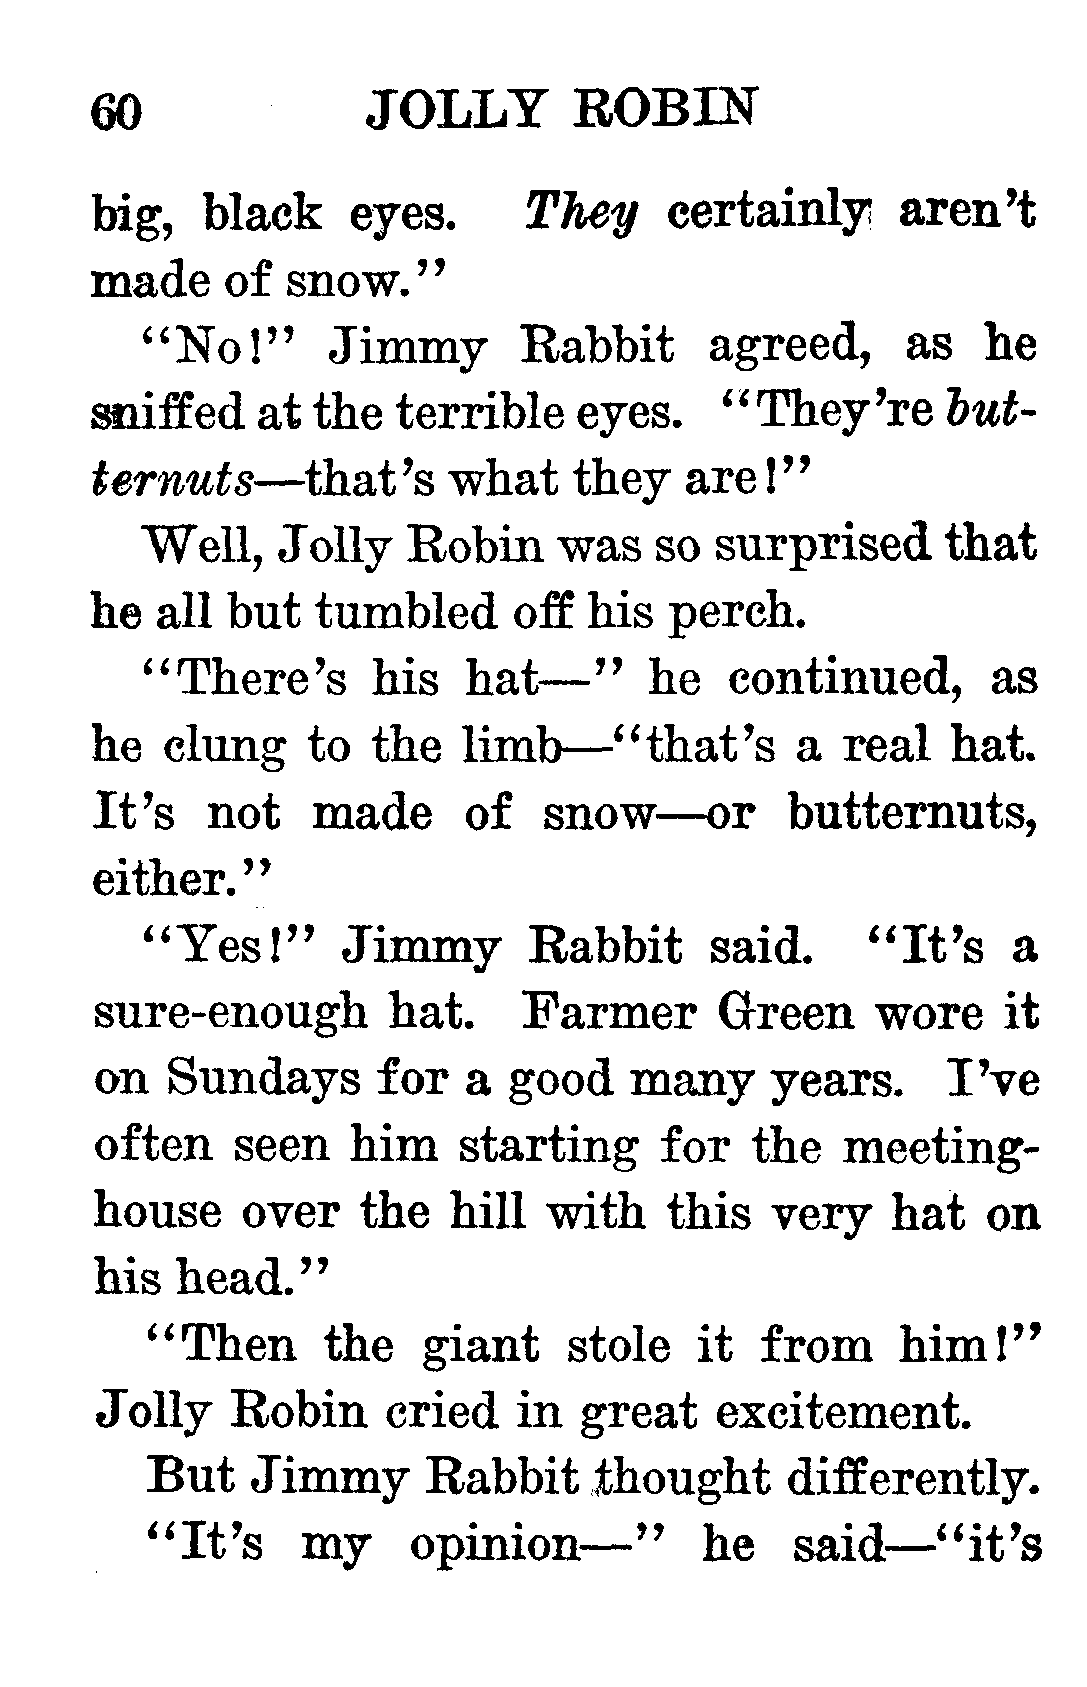 60 JOLLY ROBIN
big, black eyes. They certainly aren't
made of snow."
"No!" Jimmy Rabbit agreed, as he
sniffed at the terrible eyes. "They're but-
ternuts—that's what they are!"
Well, Jolly Robin was so surprised that
he all but tumbled off his perch.
"There's his hat—" he continued, as
he clung to the limb—"that's a real hat.
It's not made of snow—or butternuts,
either."
"Yes!" Jimmy Rabbit said. "It's a
sure-enough hat. Farmer Green wore it
on Sundays for a good many years. I've
often seen him starting for the meeting-
house over the hill with this very hat on
his head."
"Then the giant stole it from him!"
Jolly Robin cried in great excitement.
But Jimmy Rabbit thought differently.
"It's my opinion—" he said—"it's